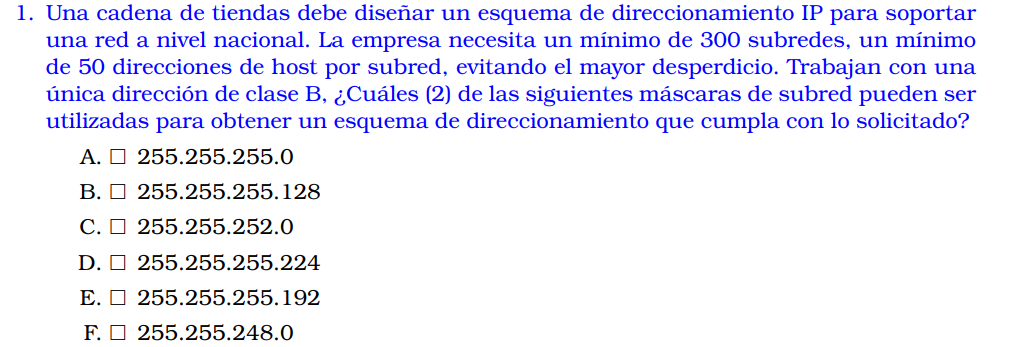 1. Una cadena de tiendas debe diseñar un esquema de direccionamiento IP para soportar
una red a nivel nacional. La empresa necesita un mínimo de 300 subredes, un mínimo
de 50 direcciones de host por subred, evitando el mayor desperdicio. Trabajan con una
única dirección de clase B, ¿Cuáles (2) de las siguientes máscaras de subred pueden ser
utilizadas para obtener un esquema de direccionamiento que cumpla con lo solicitado?
A. □ 255.255.255.0
B. □ 255.255.255.128
C. □ 255.255.252.0
D. □ 255.255.255.224
E. □ 255.255.255.192
F. □ 255.255.248.0